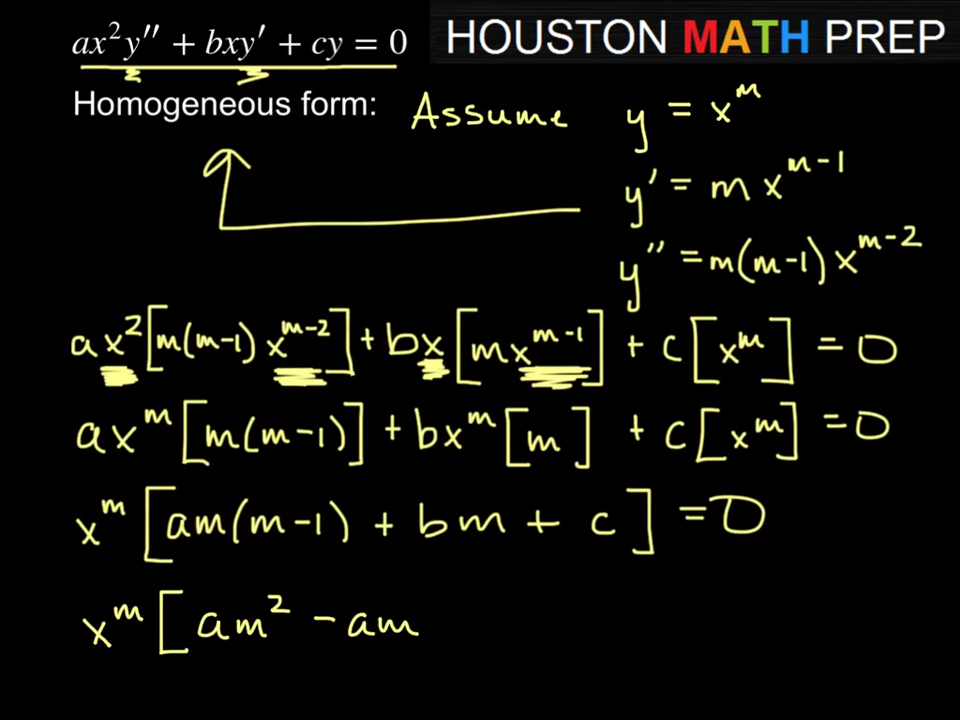 ax²y″ + bxy′ + cy = 0
HOUSTON MATH PREP
Homogeneous form: Assume y = x^m
y′ = m x^(m-1)
y″ = m(m-1) x^(m-2)
ax²[m(m-1) x^(m-2)] + bx[mx^(m-1)] + c[x^m] = 0
ax^m[m(m-1)] + bx^m[m] + c[x^m] = 0
x^m[am(m-1) + bm + c] = 0
x^m[am² - am